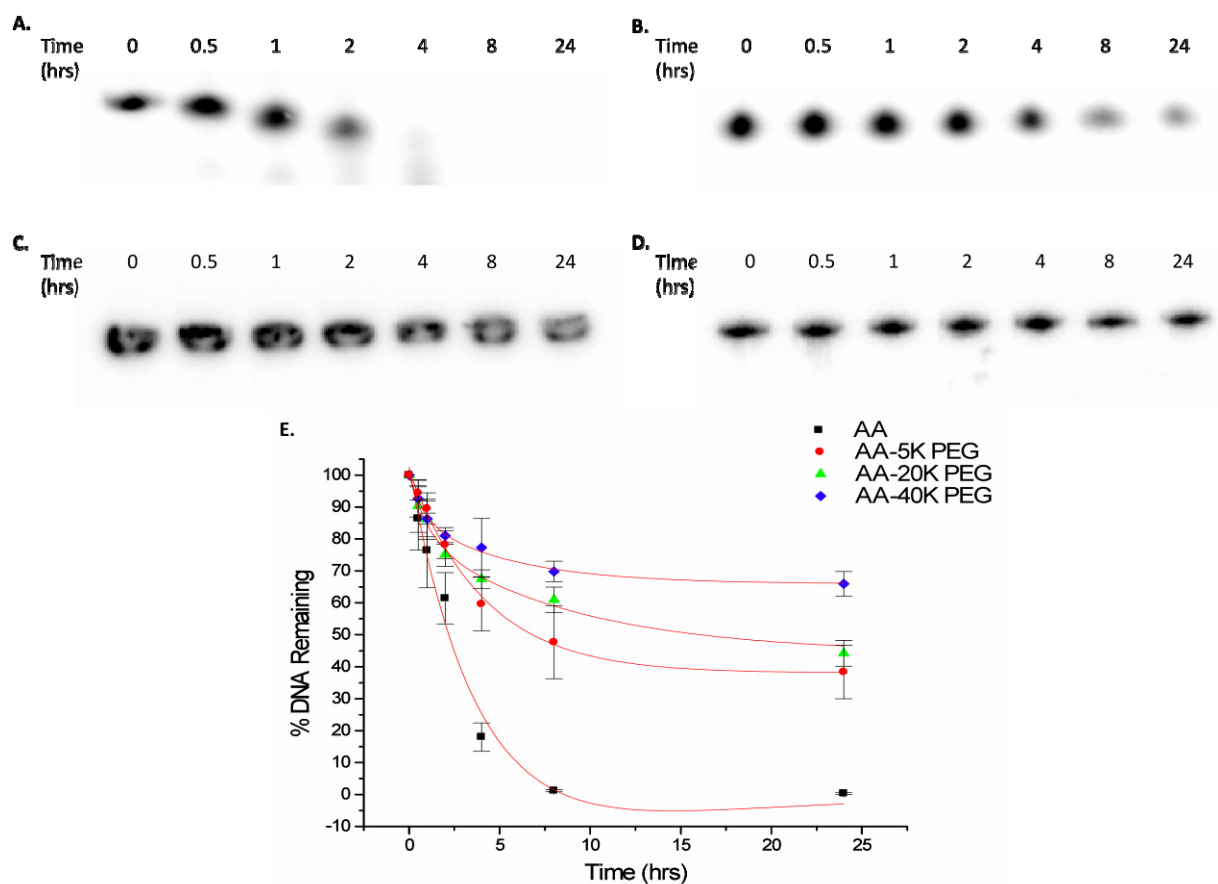 A.
Time 0 0.5 1 2 4 8 24
(hrs)
B.
Time 0 0.5 1 2 4 8 24
(hrs)
C.
Time 0 0.5 1 2 4 8 24
(hrs)
D.
Time 0 0.5 1 2 4 8 24
(hrs)
E.
AA
AA-5K PEG
AA-20K PEG
AA-40K PEG
% DNA Remaining
100
90
80
70
60
50
40
30
20
10
0
-10
0 5 10 15 20 25
Time (hrs)